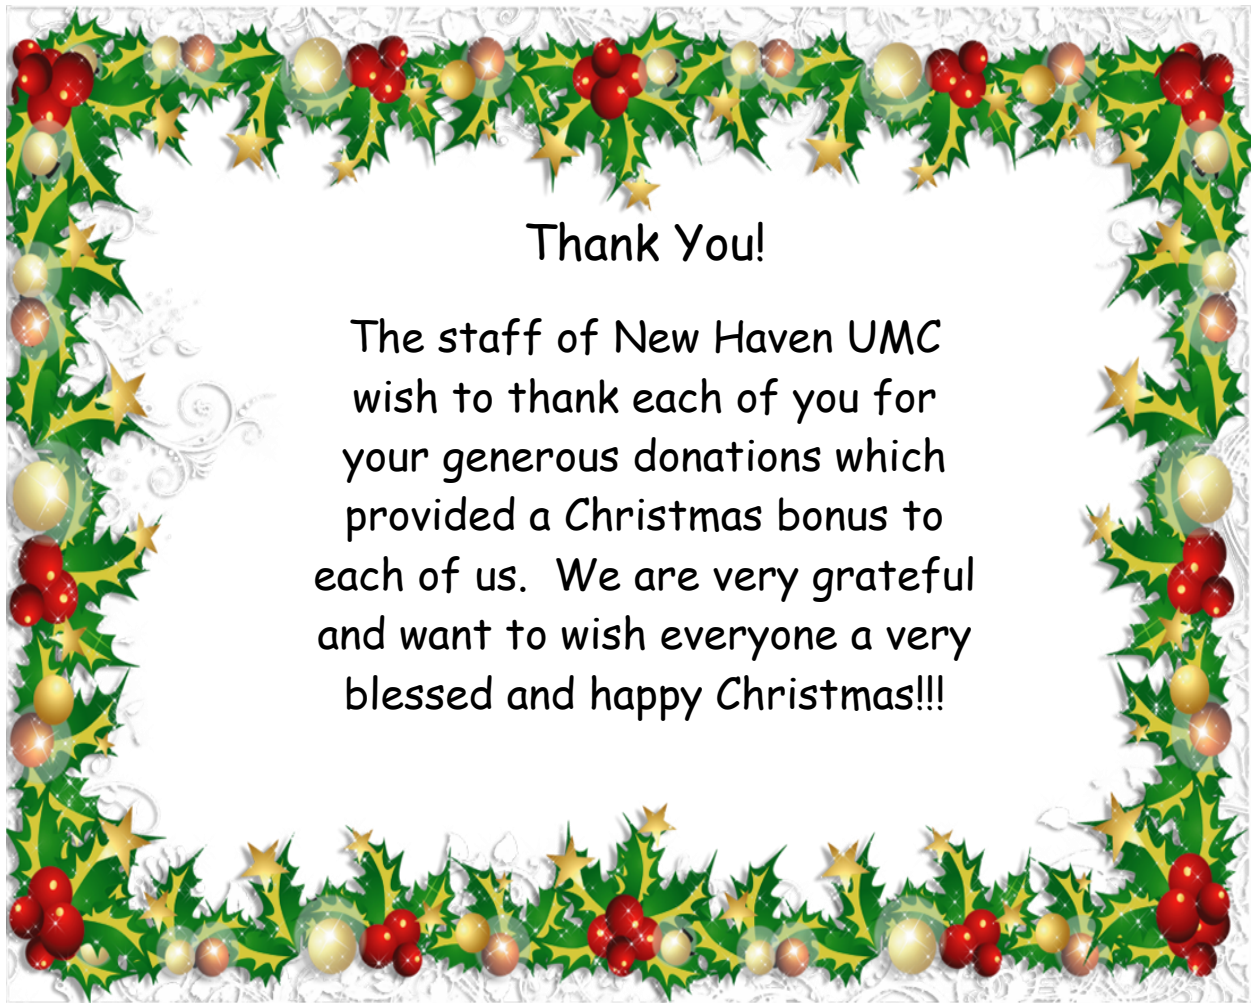 Thank You!
The staff of New Haven UMC
wish to thank each of you for
your generous donations which
provided a Christmas bonus to
each of us.  We are very grateful
and want to wish everyone a very
blessed and happy Christmas!!!